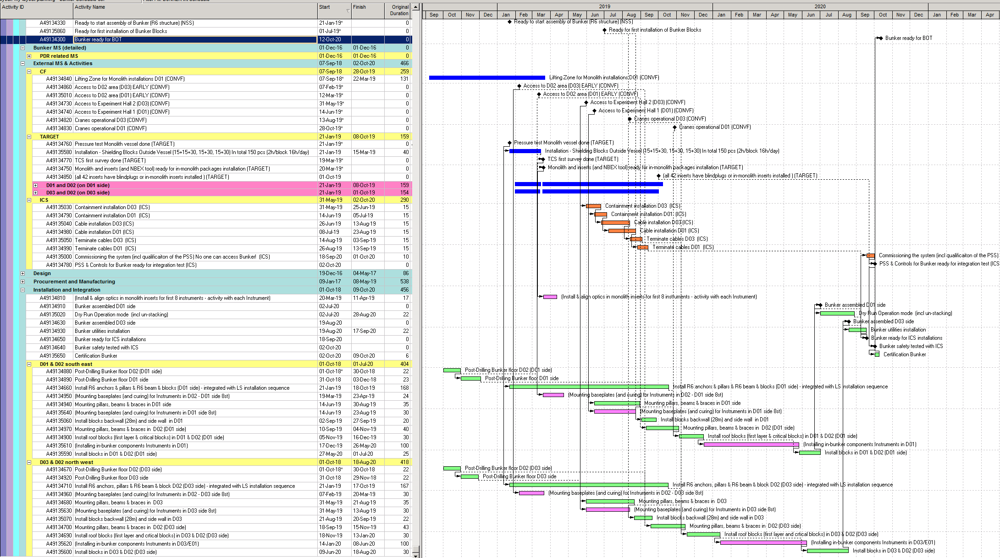 Activity ID Activity Name Start Finish Original Duration
2019 2020
Sep Oct Nov Dec Jan Feb Mar Apr May Jun Jul Aug Sep Oct Nov Dec Jan Feb Mar Apr May Jun Jul Aug Sep Oct Nov Dec Jan Feb Mar Apr
A49134330 Ready to start assembly of Bunker (R6 structure) (NSS) 21-Jan-19* 0 Ready to start assembly of Bunker (R6 structure) (NSS)
A49135860 Ready for first installation of Bunker Blocks 01-Jul-19* 0 Ready for first installation of Bunker Blocks
A49134300 Bunker ready for BOT 12-Oct-20 0 Bunker ready for BOT
Bunker MS (detailed) 01-Dec-16 01-Dec-16 0
PDR related MS 01-Dec-16 01-Dec-16 0
External MS & Activities 07-Sep-18 02-Oct-20 466
CF 07-Sep-18 28-Oct-19 259
A49134840 Lifting Zone for Monolith installations D01 (CONVF) 07-Sep-18* 22-Mar-19 131 Lifting Zone for Monolith installations D01 (CONVF)
A49134860 Access to D02 area (D03) EARLY (CONVF) 07-Feb-19* 0 Access to D02 area (D03) EARLY (CONVF)
A49135010 Access to D02 area (D01) EARLY (CONVF) 12-Mar-19* 0 Access to D02 area (D01) EARLY (CONVF)
A49134730 Access to Experiment Hall 2 (D03) (CONVF) 31-May-19* 0 Access to Experiment Hall 2 (D03) (CONVF)
A49134740 Access to Experiment Hall 1 (D01) (CONVF) 14-Jun-19* 0 Access to Experiment Hall 1 (D01) (CONVF)
A49134820 Cranes operational D03 (CONVF) 13-Aug-19* 0 Cranes operational D03 (CONVF)
A49134830 Cranes operational D01 (CONVF) 28-Oct-19* 0 Cranes operational D01 (CONVF)
TARGET 21-Jan-19 08-Oct-19 159
A49134760 Pressure test Monolith vessel done (TARGET) 21-Jan-19* 0 Pressure test Monolith vessel done (TARGET)
A49135580 Installation - Shielding Blocks Outside Vessel (15+15+30, 15+30, 15+30) In total 150 pcs (2h/block 16h/day) 21-Jan-19 15-Mar-19 40 Installation - Shielding Blocks Outside Vessel (15+15+30, 15+30, 15+30) In total 150 pcs (2h/block 16h/day)
A49134770 TCS first survey done (TARGET) 19-Mar-19* 0 TCS first survey done (TARGET)
A49134750 Monolith and inserts (and NBEX tool) ready for in-monolith packages installation (TARGET) 20-Mar-19* 0 Monolith and inserts (and NBEX tool) ready for in-monolith packages installation (TARGET)
A49134850 (all 42 inserts have blindplugs or in-monolith inserts installed ) (TARGET) 01-Oct-19 0 (all 42 inserts have blindplugs or in-monolith inserts installed ) (TARGET)
D01 and D02 (on D01 side) 21-Jan-19 08-Oct-19 159
D03 and D02 (on D03 side) 21-Jan-19 01-Oct-19 154
ICS 31-May-19 02-Oct-20 290
A49135030 Containment installation D03 (ICS) 31-May-19 25-Jun-19 15 Containment installation D03 (ICS)
A49134790 Containment installation D01 (ICS) 14-Jun-19 05-Jul-19 15 Containment installation D01 (ICS)
A49135040 Cable installation D03 (ICS) 26-Jun-19 13-Aug-19 15 Cable installation D03 (ICS)
A49134980 Cable installation D01 (ICS) 08-Jul-19 23-Aug-19 15 Cable installation D01 (ICS)
A49135050 Terminate cables D03 (ICS) 14-Aug-19 03-Sep-19 15 Terminate cables D03 (ICS)
A49134990 Terminate cables D01 (ICS) 26-Aug-19 13-Sep-19 15 Terminate cables D01 (ICS)
A49135000 Commissioning the system (incl qualificaiton of the PSS) No one can access Bunker! (ICS) 18-Sep-20 01-Oct-20 10 Commissioning the system (incl qualificaiton of the PSS)
A49134780 PSS & Controls for Bunker ready for integration test (ICS) 02-Oct-20 0 PSS & Controls for Bunker ready for integration test (ICS
Design 19-Dec-16 04-May-17 86
Procurement and Manufacturing 09-Jan-17 08-May-19 538
Installation and Integration 01-Oct-18 09-Oct-20 456
A49134810 (Install & align optics in monolith inserts for first 8 instruments - activity with each Instrument) 20-Mar-19 11-Apr-19 17 (Install & align optics in monolith inserts for first 8 instruments - activity with each Instrument)
A49134910 Bunker assembled D01 side 02-Jul-20 0 Bunker assembled D01 side
A49135020 Dry Run Operation mode (incl un-stacking) 02-Jul-20 28-Aug-20 22 Dry Run Operation mode (incl un-stacking)
A49134630 Bunker assembled D03 side 19-Aug-20 0 Bunker assembled D03 side
A49134930 Bunker utilities installation 19-Aug-20 17-Sep-20 22 Bunker utilities installation
A49134650 Bunker ready for ICS installations 18-Sep-20 0 Bunker ready for ICS installations
A49134640 Bunker safety tested with ICS 02-Oct-20 0 Bunker safety tested with ICS
A49135650 Certification Bunker 02-Oct-20 09-Oct-20 6 Certification Bunker
D01 & D02 south east 01-Oct-18 01-Jul-20 404
A49134880 Post-Drilling Bunker floor D02 (D01 side) 01-Oct-18* 30-Oct-18 22 Post-Drilling Bunker floor D02 (D01 side)
A49134890 Post-Drilling Bunker floor D01 side 31-Oct-18 03-Dec-18 23 Post-Drilling Bunker floor D01 side
A49134660 Install R6 anchors & pillars & R6 beam & blocks (D01 side) - integrated with LS installation sequence 21-Jan-19 18-Oct-19 168 Install R6 anchors & pillars & R6 beam & blocks (D01 side) - integrated with LS installation sequence
A49134950 (Mounting baseplates (and curing) for Instruments in D02 - D01 side 8st) 19-Mar-19 23-Apr-19 24 (Mounting baseplates (and curing) for Instruments in D02 - D01 side 8st)
A49134940 Mounting pillars, beams & braces in D01 side 14-Jun-19 30-Aug-19 35 Mounting pillars, beams & braces in D01 side
A49135640 (Mounting baseplates (and curing) for Instruments in D01 side 8st) 14-Jun-19 23-Aug-19 30 (Mounting baseplates (and curing) for Instruments in D01 side 8st)
A49135060 Install blocks backwall (28m) and side wall in D01 02-Sep-19 27-Sep-19 20 Install blocks backwall (28m) and side wall in D01
A49134970 Mounting pillars, beams & braces in D02 (D01 side) 10-Sep-19 04-Nov-19 40 Mounting pillars, beams & braces in D02 (D01 side)
A49134900 Install roof blocks (first layer & critical blocks) in D01 & D02 (D01 side) 05-Nov-19 16-Dec-19 30 Install roof blocks (first layer & critical blocks) in D01 & D02 (D01 side)
A49135610 (Installing in-bunker components Instruments in D01) 17-Dec-19 26-May-20 100 (Installing in-bunker components Instruments in D01)
A49135590 Install blocks in D01 & D02 (D01 side) 27-May-20 01-Jul-20 25 Install blocks in D01 & D02 (D01 side)
D03 & D02 north west 01-Oct-18 18-Aug-20 418
A49134670 Post-Drilling Bunker floor D02 (D03 side) 01-Oct-18* 30-Oct-18 22 Post-Drilling Bunker floor D02 (D03 side)
A49134920 Post-Drilling Bunker floor D03 side 31-Oct-18 29-Nov-18 22 Post-Drilling Bunker floor D03 side
A49134710 Install R6 anchors, pillars & R6 beam & block D02 (D03 side) - integrated with LS installation sequence 21-Jan-19 17-Oct-19 167 Install R6 anchors, pillars & R6 beam & block D02 (D03 side) - integrated with LS installation sequence
A49134960 (Mounting baseplates (and curing) for Instruments in D02 - D03 side 8st) 07-Feb-19 20-Mar-19 30 (Mounting baseplates (and curing) for Instruments in D02 - D03 side 8st)
A49134680 Mounting pillars, beams & braces in D03 31-May-19 21-Aug-19 35 Mounting pillars, beams & braces in D03
A49135630 (Mounting baseplates (and curing) for Instruments in D03 side 8st) 31-May-19 13-Aug-19 30 (Mounting baseplates (and curing) for Instruments in D03 side 8st)
A49135070 Install blocks backwall (28m) and side wall in D03 21-Aug-19 20-Sep-19 22 Install blocks backwall (28m) and side wall in D03
A49134700 Mounting pillars, beams & braces in D02 (D03 side) 18-Sep-19 15-Nov-19 43 Mounting pillars, beams & braces in D02 (D03 side)
A49134690 Install roof blocks (first layer and crtical blocks) in D03 & D02 (D03 side) 18-Nov-19 13-Jan-20 30 Install roof blocks (first layer and crtical blocks) in D03 & D02 (D03 side)
A49135620 (Installing in-bunker components Instruments in D03/E01) 14-Jan-20 08-Jun-20 100 (Installing in-bunker components Instruments in D03/E01)
A49135600 Install blocks in D03 & D02 (D03 side) 09-Jun-20 18-Aug-20 30 Install blocks in D03 & D02 (D03 side)